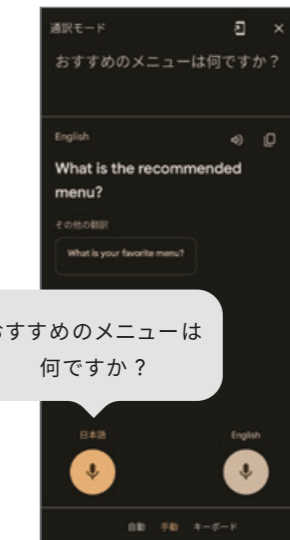 通訳モード
おすすめのメニューは何ですか？
English
What is the recommended
menu?
その他の翻訳
What is your favorite menu?
おすすめのメニューは
何ですか？
日本語
English
自動 手動 キーボード